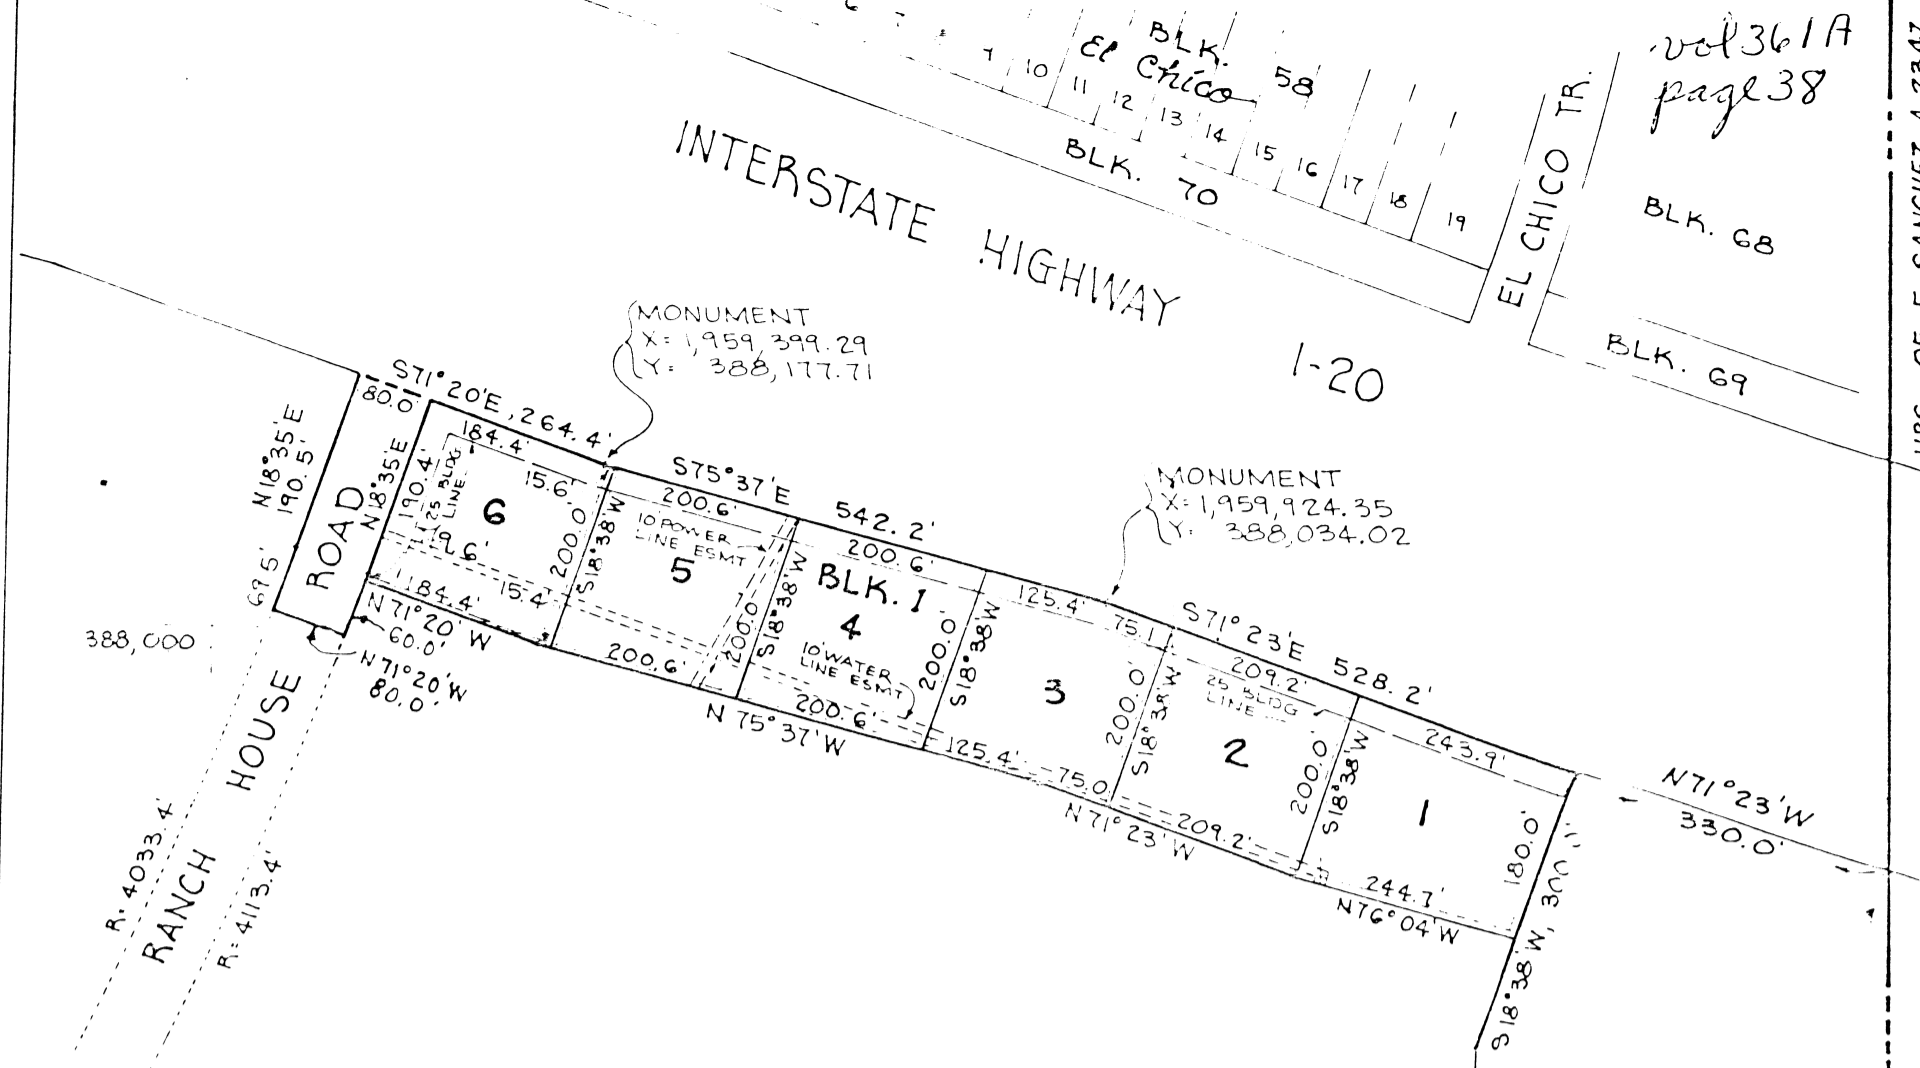 vol 361A
page 38
BLK. 58
El Chico
10
11
12
13
14
15
16
17
18
19
BLK. 70
EL CHICO TR.
BLK. 68
BLK. 69
INTERSTATE HIGHWAY
I-20
MONUMENT
X: 1,959,399.29
Y: 388,177.71
MONUMENT
X: 1,959,924.35
Y: 388,034.02
S71°20'E, 264.4'
80.0'
N18°35'E
190.5'
69.5'
N18°35'E
190.4'
25 BLDG
LINE
184.4'
15.6'
6
200.0'
S18°38'W
184.4'
15.4'
N71°20'W
60.0'
N71°20'W
80.0'
388,000
ROAD
HOUSE
RANCH
R: 4033.4'
R: 4113.4'
S75°37'E
542.2'
200.6'
10' POWER
LINE ESMT
5
200.6'
200.0
S18°38'W
200.6'
BLK. 1
4
10' WATER
LINE ESMT
200.0'
S18°38'W
200.6'
N 75°37'W
125.4'
75.1
3
200.0'
S18°38'W
125.4'
75.0
N71°23'W
S71°23'E 528.2'
209.2'
25 BLDG
LINE
2
200.0'
S18°38'W
209.2'
243.9'
1
180.0'
244.7'
N76°04'W
S18°38'W,
N71°23'W
330.0'